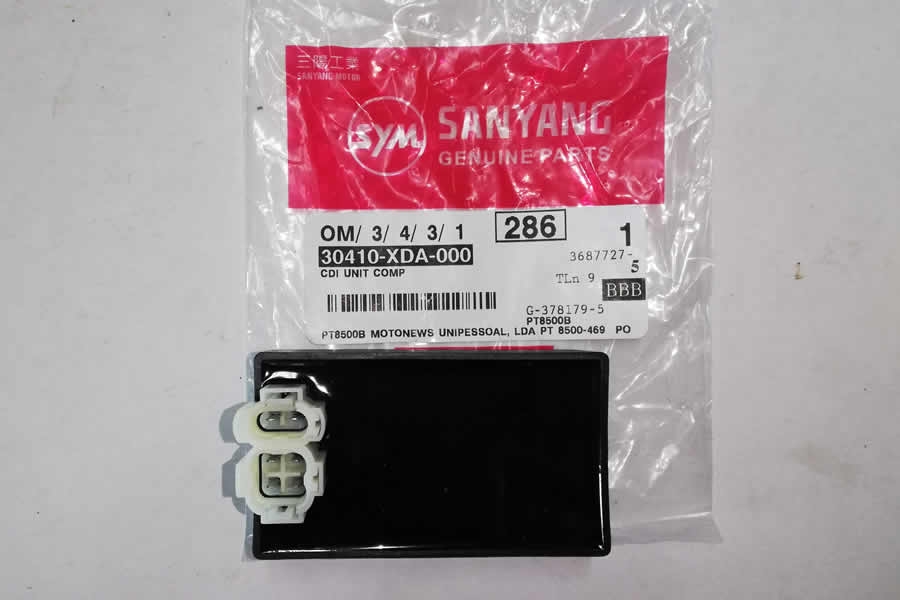 三陽工業
SANYANG MOTOR
SYM
SANYANG
GENUINE PARTS
OM/ 3/ 4/ 3/ 1
286
1
30410-XDA-000
3687727-
5
CDI UNIT COMP
TLn 9
BBB
G-378179-5
PT8500B
PT8500B MOTONEWS UNIPESSOAL, LDA PT 8500-469 PO